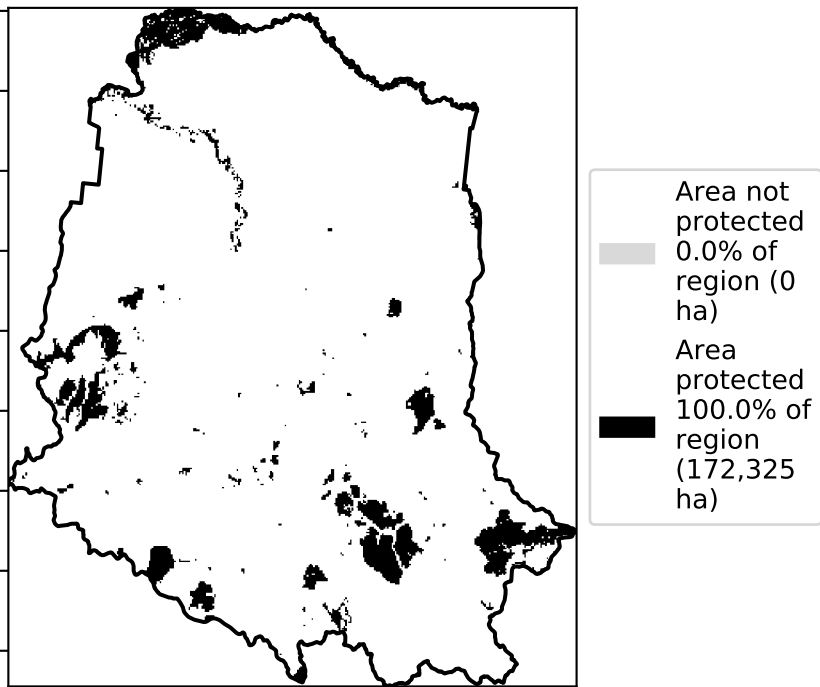 Area not
protected
0.0% of
region (0
ha)
Area
protected
100.0% of
region
(172,325
ha)